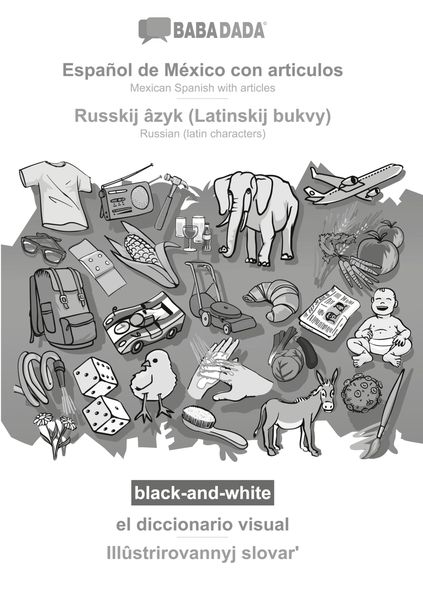 BABADADA®
Español de México con articulos
Mexican Spanish with articles
Russkij âzyk (Latinskij bukvy)
Russian (latin characters)
black-and-white
el diccionario visual
Illûstrirovannyj slovar'